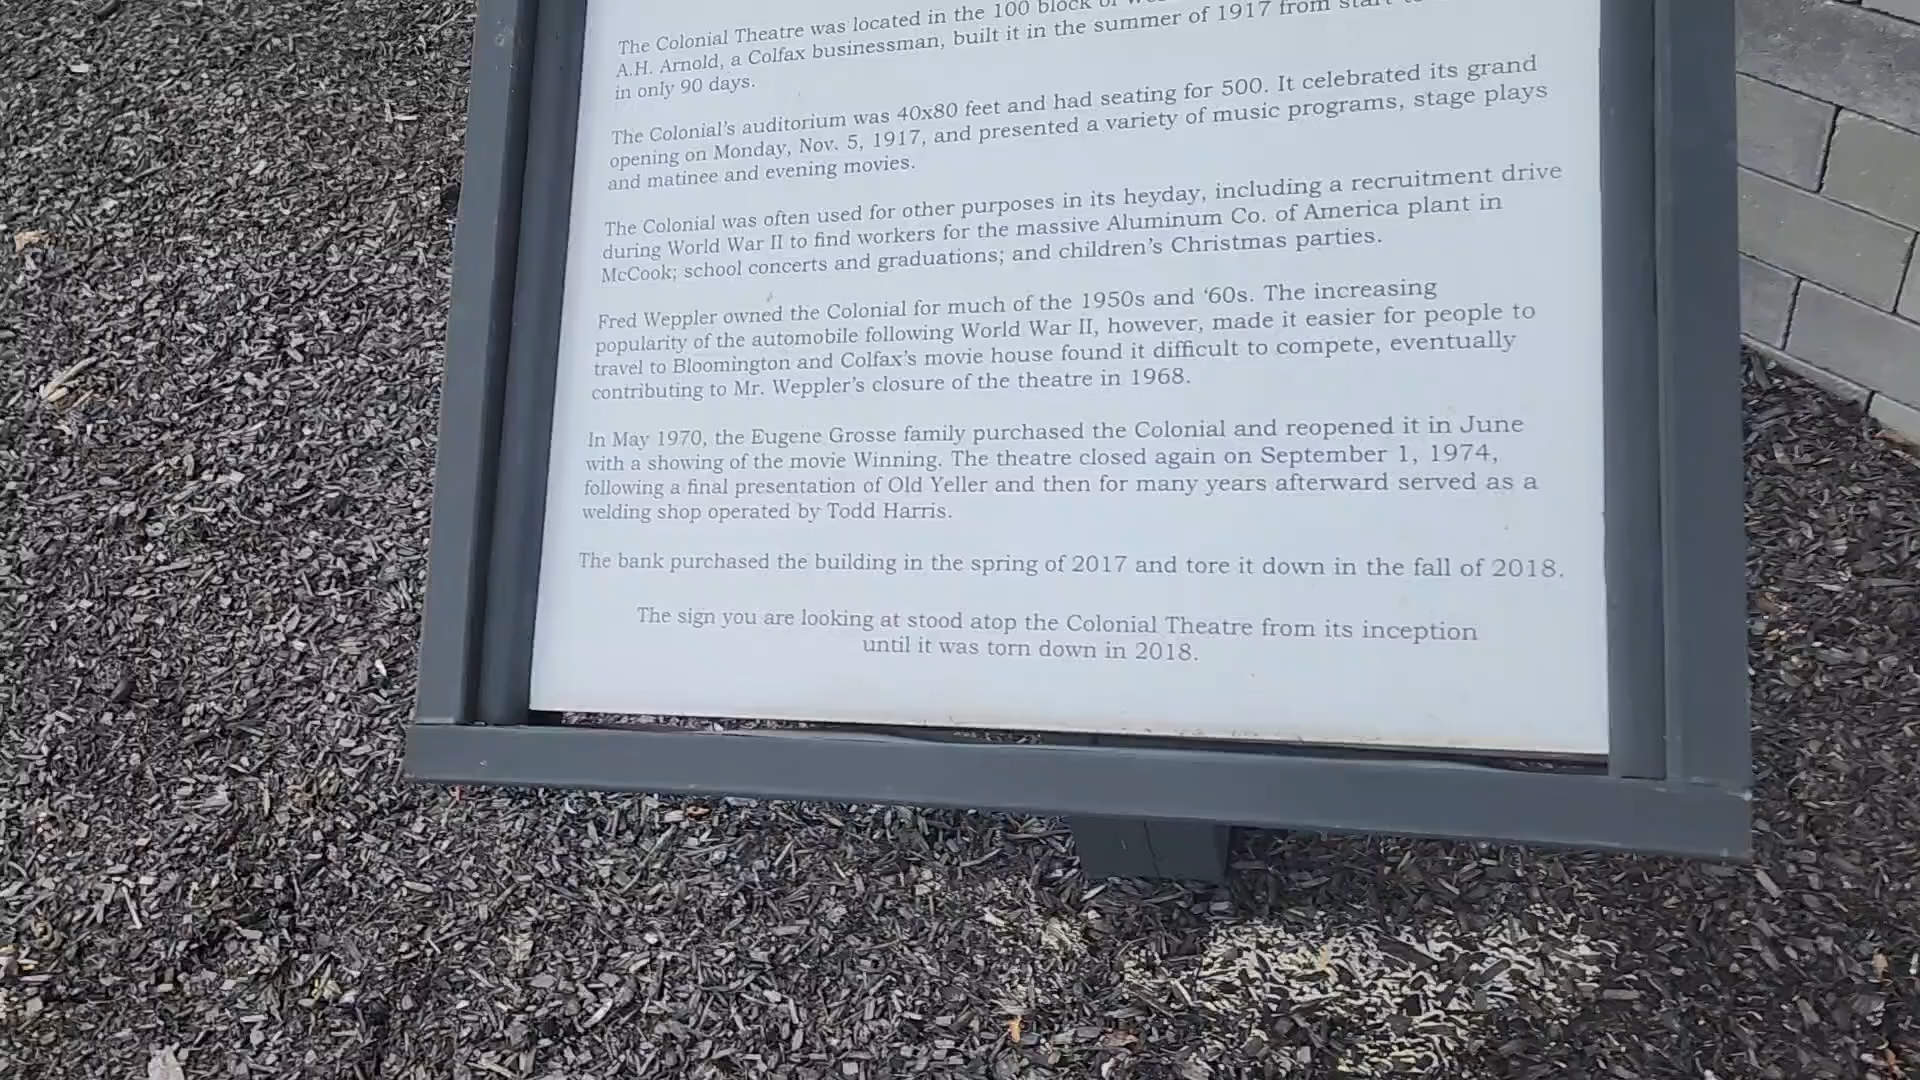 The Colonial Theatre was located in the 100 block of
A.H. Arnold, a Colfax businessman, built it in the summer of 1917 from start to
in only 90 days.
The Colonial's auditorium was 40x80 feet and had seating for 500. It celebrated its grand
opening on Monday, Nov. 5, 1917, and presented a variety of music programs, stage plays
and matinee and evening movies.
The Colonial was often used for other purposes in its heyday, including a recruitment drive
during World War II to find workers for the massive Aluminum Co. of America plant in
McCook; school concerts and graduations; and children's Christmas parties.
Fred Weppler owned the Colonial for much of the 1950s and '60s. The increasing
popularity of the automobile following World War II, however, made it easier for people to
travel to Bloomington and Colfax's movie house found it difficult to compete, eventually
contributing to Mr. Weppler's closure of the theatre in 1968.
In May 1970, the Eugene Grosse family purchased the Colonial and reopened it in June
with a showing of the movie Winning. The theatre closed again on September 1, 1974,
following a final presentation of Old Yeller and then for many years afterward served as a
welding shop operated by Todd Harris.
The bank purchased the building in the spring of 2017 and tore it down in the fall of 2018.
The sign you are looking at stood atop the Colonial Theatre from its inception
until it was torn down in 2018.